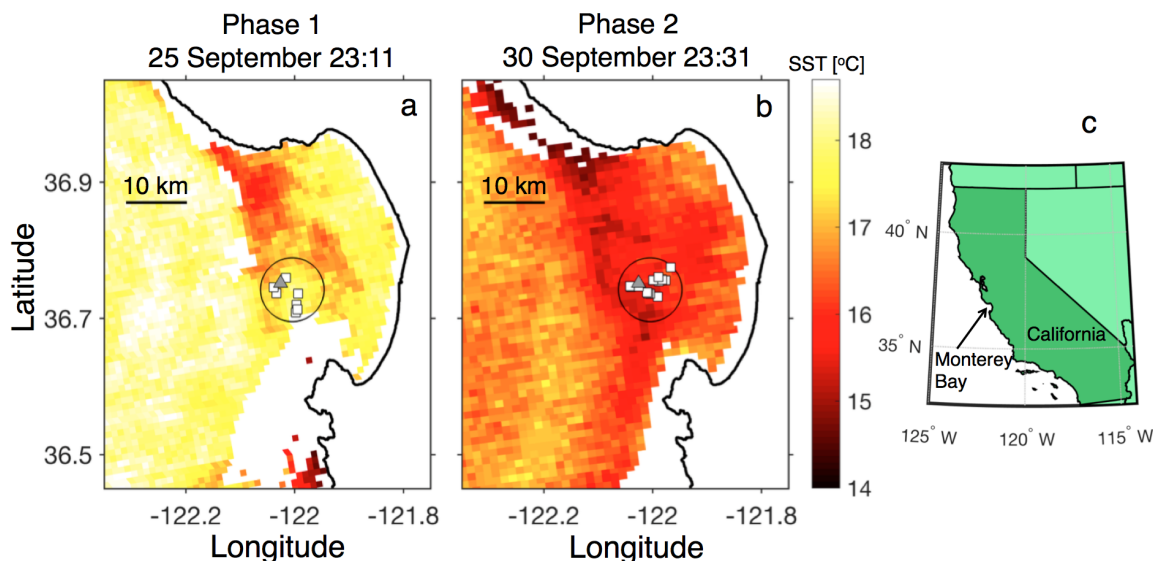 Phase 1
25 September 23:11
Phase 2
30 September 23:31
SST [°C]
a
b
c
10 km
10 km
36.9
36.7
36.5
Latitude
-122.2
-122
-121.8
Longitude
-122.2
-122
-121.8
Longitude
18
17
16
15
14
40° N
35° N
California
Monterey
Bay
125° W
120° W
115° W